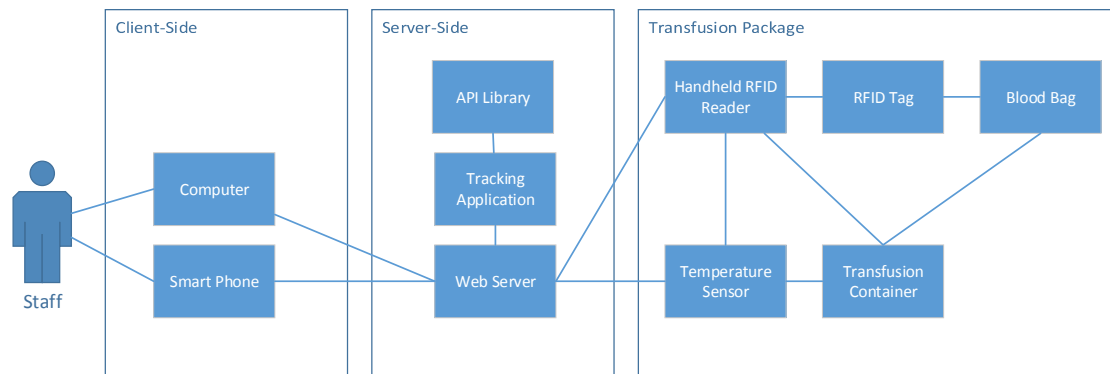 Client-Side
Server-Side
Transfusion Package
API Library
Handheld RFID
Reader
RFID Tag
Blood Bag
Computer
Tracking
Application
Smart Phone
Web Server
Temperature
Sensor
Transfusion
Container
Staff